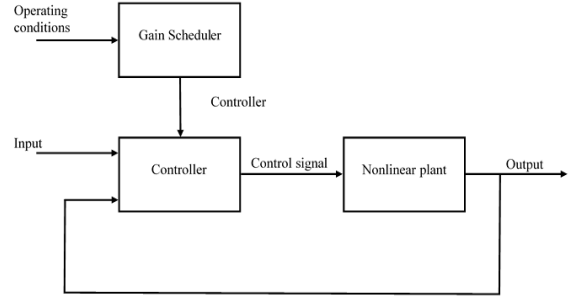 Operating
conditions
Gain Scheduler
Controller
Input
Controller
Control signal
Nonlinear plant
Output